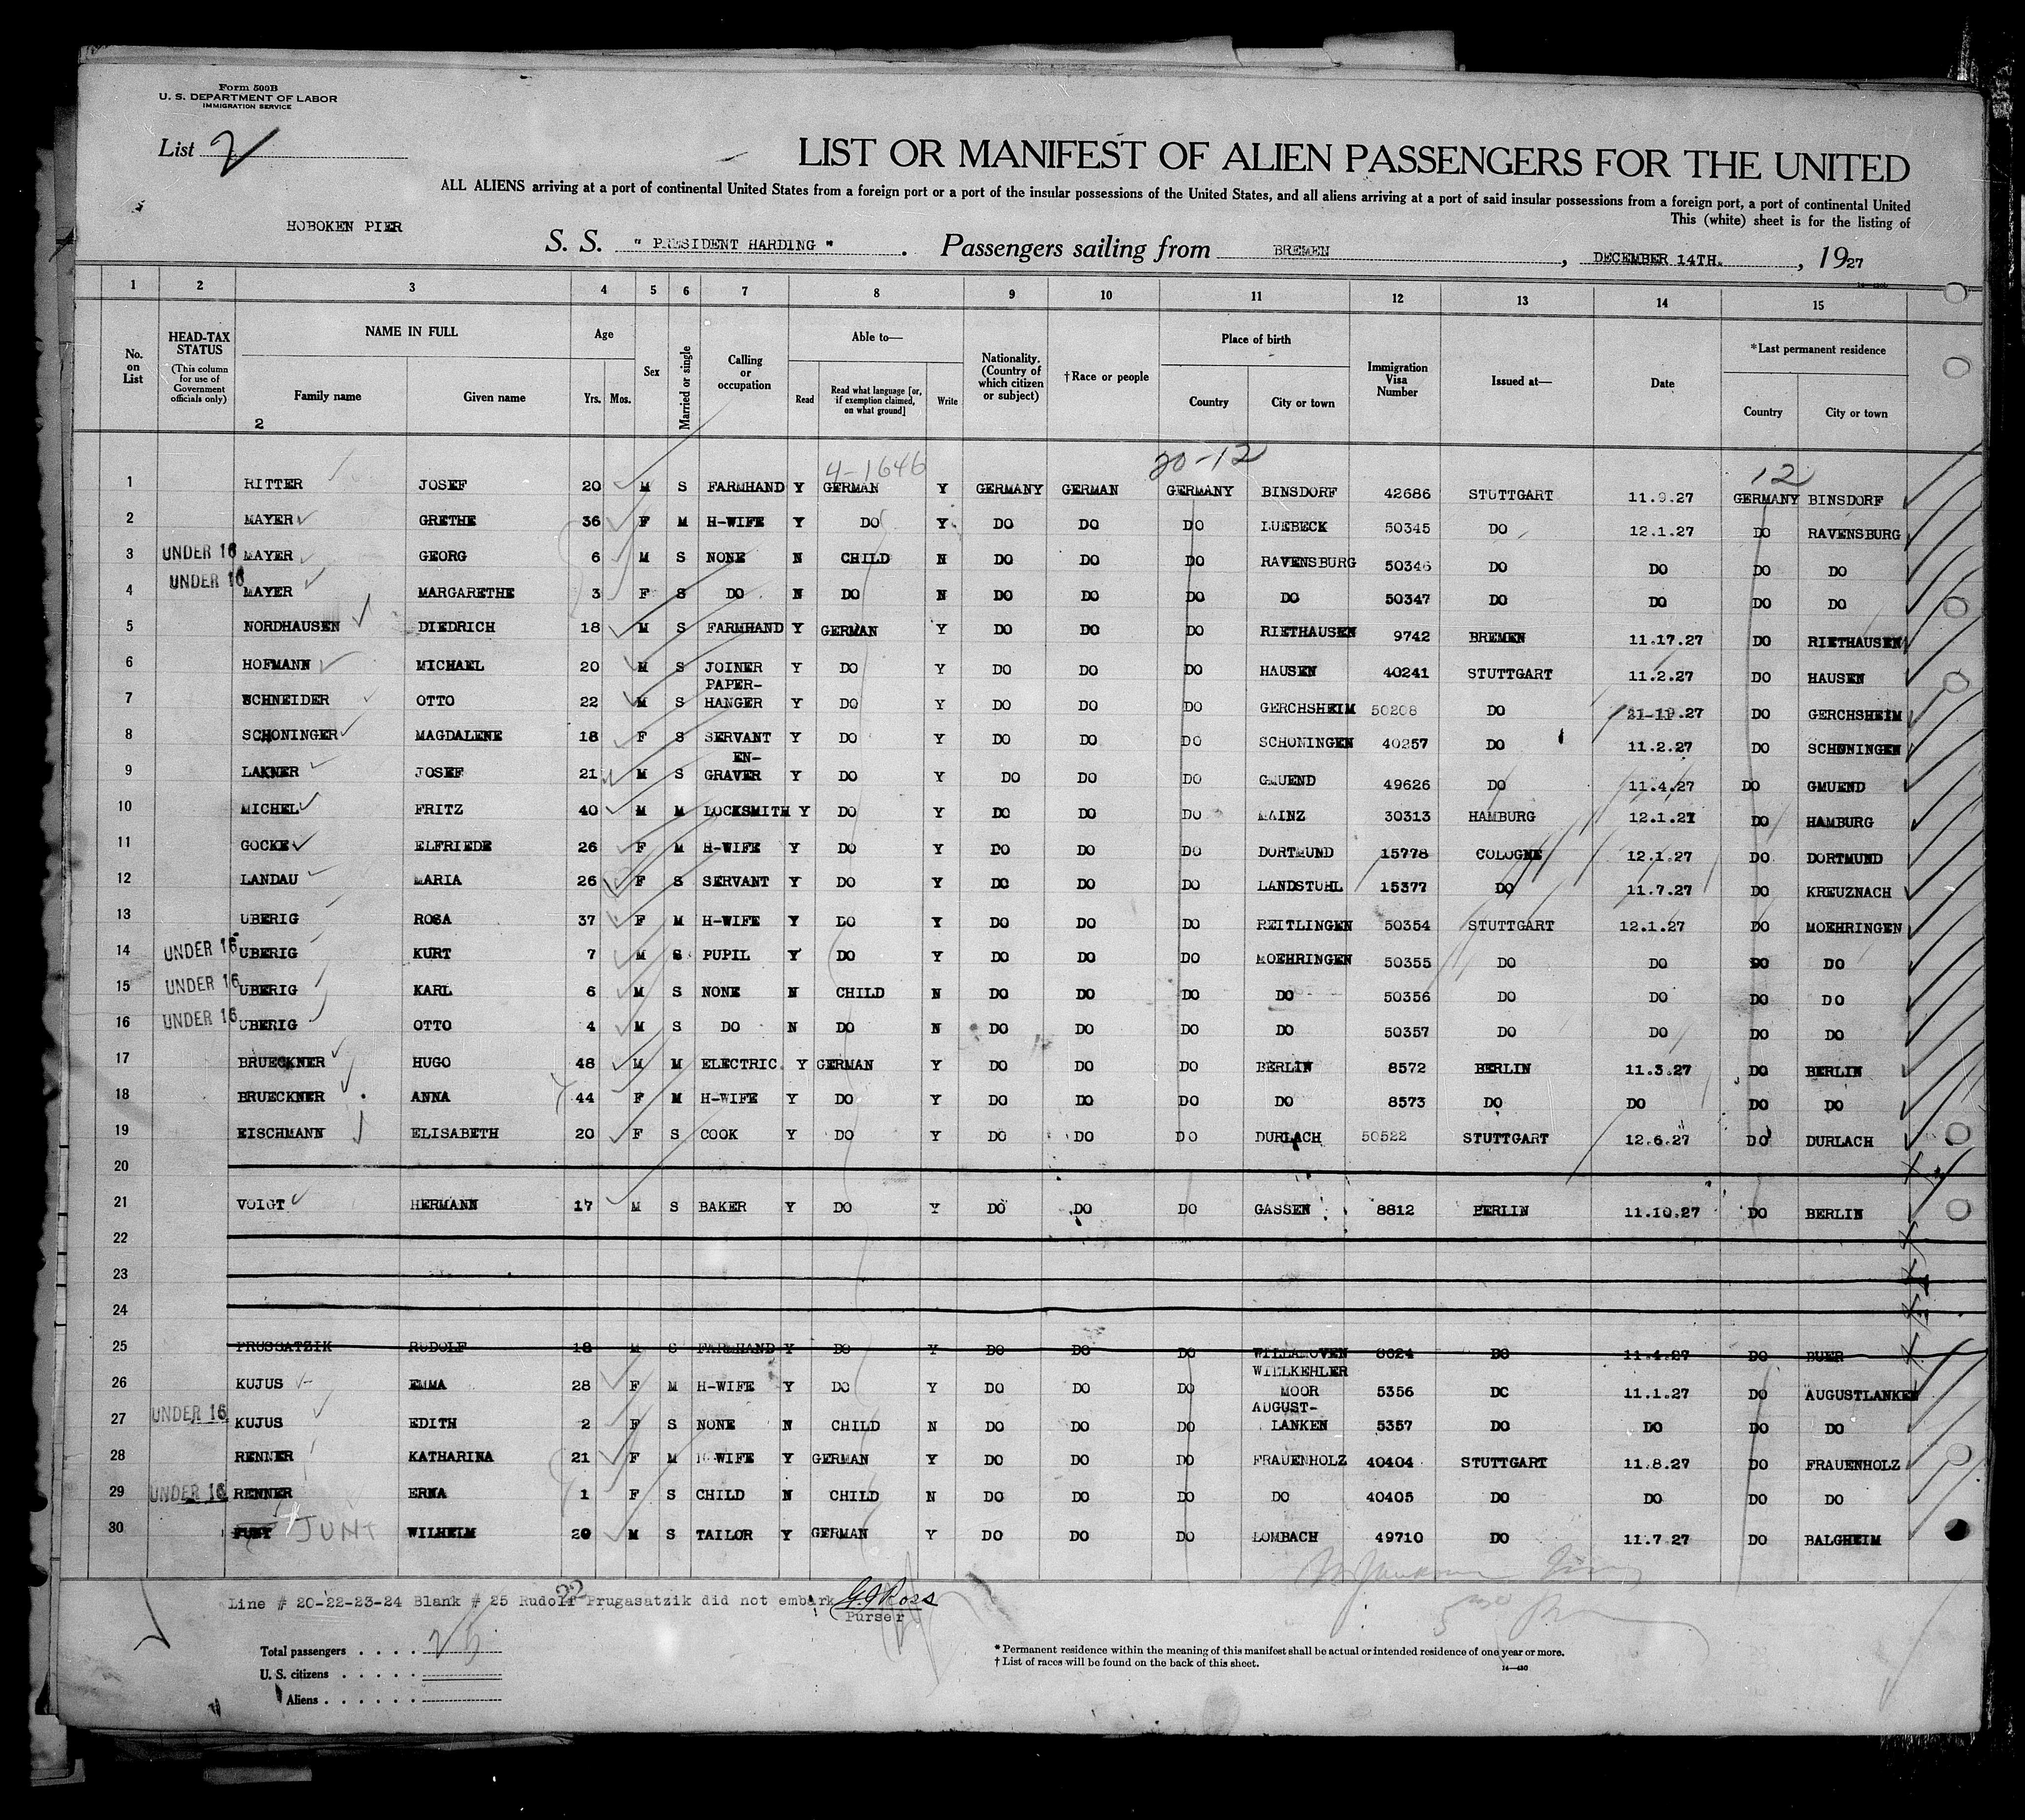 Form 500B
U. S. DEPARTMENT OF LABOR
IMMIGRATION SERVICE
List 2
LIST OR MANIFEST OF ALIEN PASSENGERS FOR THE UNITED
ALL ALIENS arriving at a port of continental United States from a foreign port or a port of the insular possessions of the United States, and all aliens arriving at a port of said insular possessions from a foreign port, a port of continental United
This (white) sheet is for the listing of
HOBOKEN PIER
S. S. " PRESIDENT HARDING " . Passengers sailing from BREMEN , DECEMBER 14TH. , 1927
1 2 3 4 5 6 7 8 9 10 11 12 13 14 15
No. on List
HEAD-TAX STATUS (This column for use of Government officials only)
NAME IN FULL
Family name Given name
2
Age
Yrs. Mos.
Sex
Married or single
Calling or occupation
Able to—
Read
Read what language [or, if exemption claimed, on what ground]
Write
Nationality. (Country of which citizen or subject)
†Race or people
Place of birth
Country City or town
Immigration Visa Number
Issued at—
Date
*Last permanent residence
Country City or town
4-1646 20-12 12
1 RITTER JOSEF 20 M S FARMHAND Y GERMAN Y GERMANY GERMAN GERMANY BINSDORF 42686 STUTTGART 11.9.27 GERMANY BINSDORF
2 MAYER GRETHE 36 F M H-WIFE Y DO Y DO DO DO LUEBECK 50345 DO 12.1.27 DO RAVENSBURG
3 UNDER 16 MAYER GEORG 6 M S NONE N CHILD N DO DO DO RAVENSBURG 50346 DO DO DO DO
4 UNDER 16 MAYER MARGARETHE 3 F S DO N DO N DO DO DO DO 50347 DO DO DO DO
5 NORDHAUSEN DIEDRICH 18 M S FARMHAND Y GERMAN Y DO DO DO RIETHAUSEN 9742 BREMEN 11.17.27 DO RIETHAUSEN
6 HOFMANN MICHAEL 20 M S JOINER Y DO Y DO DO DO HAUSEN 40241 STUTTGART 11.2.27 DO HAUSEN
7 SCHNEIDER OTTO 22 M S PAPER-HANGER Y DO Y DO DO DO GERCHSHEIM 50208 DO DO GERCHSHEIM
8 SCHONINGER MAGDALENE 18 F S SERVANT Y DO Y DO DO DO SCHONINGEN 40257 DO 11.2.27 DO SCHONINGEN
9 LAKNER JOSEF 21 M S EN-GRAVER Y DO Y DO DO DO GMUEND 49626 DO 11.4.27 DO GMUEND
10 MICHEL FRITZ 40 M M LOCKSMITH Y DO Y DO DO DO MAINZ 30313 HAMBURG 12.1.27 DO HAMBURG
11 GOCKE ELFRIEDE 26 F M H-WIFE Y DO Y DO DO DO DORTMUND 15778 COLOGNE 12.1.27 DO DORTMUND
12 LANDAU MARIA 26 F S SERVANT Y DO Y DO DO DO LANDSTUHL 15377 DO 11.7.27 DO KREUZNACH
13 UBERIG ROSA 37 F M H-WIFE Y DO Y DO DO DO REITLINGEN 50354 STUTTGART 12.1.27 DO MOEHRINGEN
14 UNDER 16 UBERIG KURT 7 M S PUPIL Y DO Y DO DO DO MOEHRINGEN 50355 DO DO DO DO
15 UNDER 16 UBERIG KARL 6 M S NONE N CHILD N DO DO DO DO 50356 DO DO DO DO
16 UNDER 16 UBERIG OTTO 4 M S DO N DO N DO DO DO DO 50357 DO DO DO DO
17 BRUECKNER HUGO 48 M M ELECTRIC. Y GERMAN Y DO DO DO BERLIN 8572 BERLIN 11.3.27 DO BERLIN
18 BRUECKNER ANNA 44 F M H-WIFE Y DO Y DO DO DO DO 8573 DO DO DO DO
19 EISCHMANN ELISABETH 20 F S COOK Y DO Y DO DO DO DURLACH 50522 STUTTGART 12.6.27 DO DURLACH
20
21 VOIGT HERMANN 17 M S BAKER Y DO Y DO DO DO GASSEN 8812 BERLIN 11.10.27 DO BERLIN
22
23
24
25 PRUSSATZIK RUDOLF 18 M S FARMHAND Y DO Y DO DO DO 8624 DO 11.4.27 DO BUER
26 KUJUS EMMA 28 F M H-WIFE Y DO Y DO DO DO WILLKEHLER MOOR 5356 DO 11.1.27 DO AUGUSTLANKEN
27 UNDER 16 KUJUS EDITH 2 F S NONE N CHILD N DO DO DO AUGUST-LANKEN 5357 DO DO DO DO
28 RENNER KATHARINA 21 F M H-WIFE Y GERMAN Y DO DO DO FRAUENHOLZ 40404 STUTTGART 11.8.27 DO FRAUENHOLZ
29 UNDER 16 RENNER ERNA 1 F S CHILD N CHILD N DO DO DO DO 40405 DO DO DO DO
30 JUNT WILHELM 20 M S TAILOR Y GERMAN Y DO DO DO LOMBACH 49710 DO 11.7.27 DO BALGHEIM
Line # 20-22-23-24 Blank # 25 Rudolf Prugasatzik did not embark G J Ross
Purser
22
Total passengers . . . . 25
U. S. citizens . . . . .
Aliens . . . . . .
* Permanent residence within the meaning of this manifest shall be actual or intended residence of one year or more.
† List of races will be found on the back of this sheet.
14—430